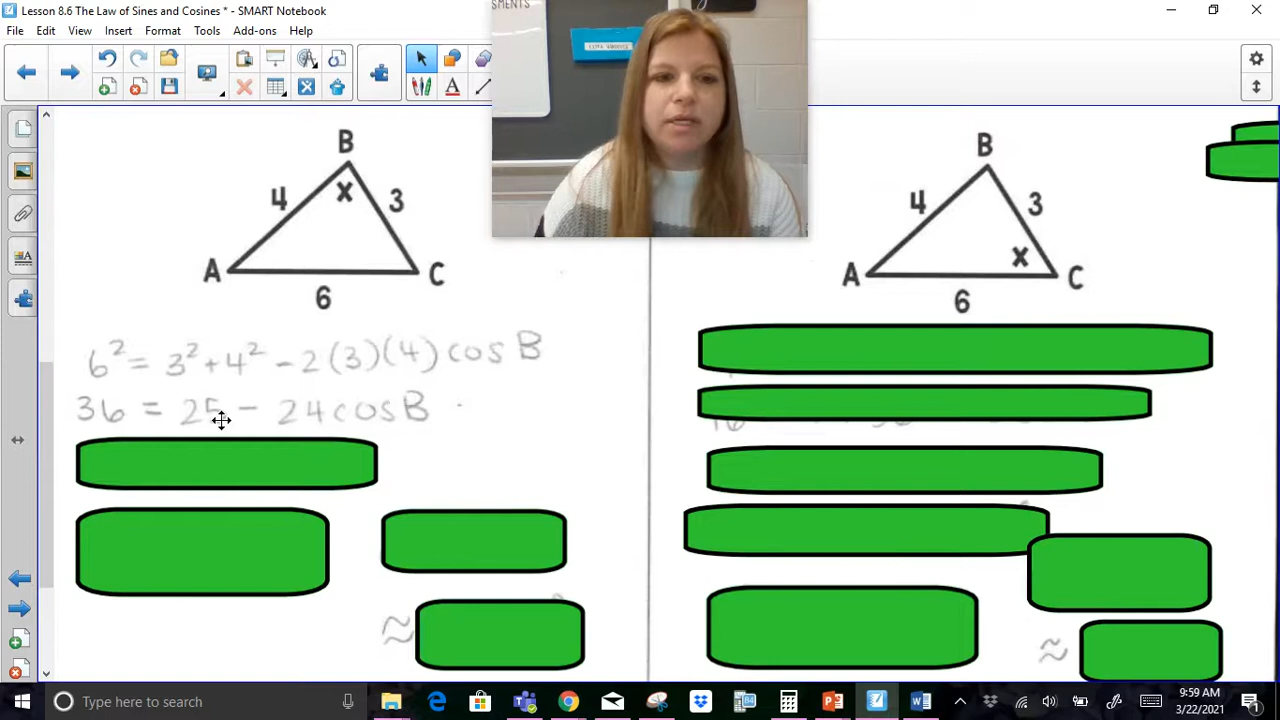 Lesson 8.6 The Law of Sines and Cosines * - SMART Notebook
File Edit View Insert Format Tools Add-ons Help
B
4
x
3
A
C
6
6² = 3² + 4² - 2(3)(4) cos B
36 = 25 - 24 cos B
≈
B
4
3
x
A
C
6
≈
Type here to search
9:59 AM
3/22/2021